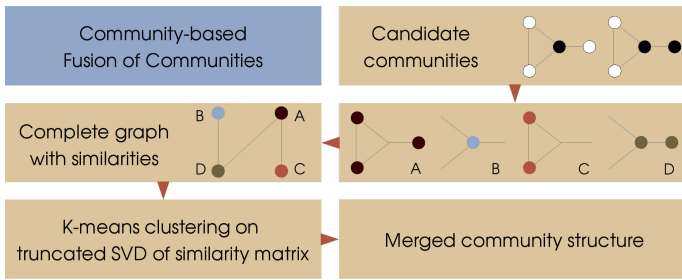 Community-based
Fusion of Communities
Candidate
communities
Complete graph
with similarities
B
A
D
C
A
B
C
D
K-means clustering on
truncated SVD of similarity matrix
Merged community structure